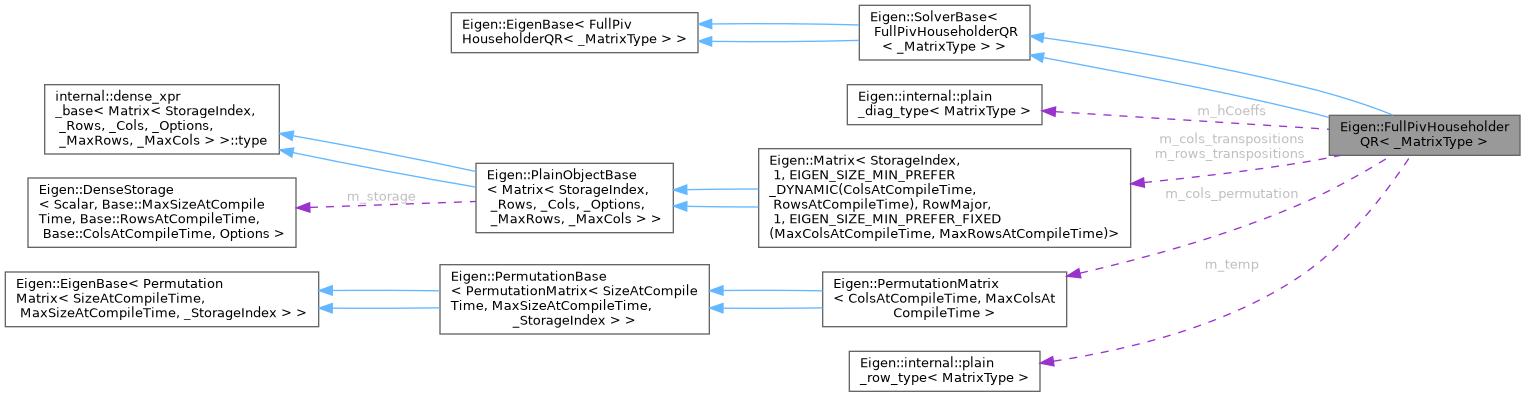 Eigen::EigenBase< FullPiv
HouseholderQR< _MatrixType > >
Eigen::SolverBase<
FullPivHouseholderQR
< _MatrixType > >
internal::dense_xpr
_base< Matrix< StorageIndex,
_Rows, _Cols, _Options,
_MaxRows, _MaxCols > >::type
Eigen::internal::plain
_diag_type< MatrixType >
m_hCoeffs
Eigen::FullPivHouseholder
QR< _MatrixType >
m_cols_transpositions
m_rows_transpositions
Eigen::DenseStorage
< Scalar, Base::MaxSizeAtCompile
Time, Base::RowsAtCompileTime,
Base::ColsAtCompileTime, Options >
m_storage
Eigen::PlainObjectBase
< Matrix< StorageIndex,
_Rows, _Cols, _Options,
_MaxRows, _MaxCols > >
Eigen::Matrix< StorageIndex,
1, EIGEN_SIZE_MIN_PREFER
_DYNAMIC(ColsAtCompileTime,
RowsAtCompileTime), RowMajor,
1, EIGEN_SIZE_MIN_PREFER_FIXED
(MaxColsAtCompileTime, MaxRowsAtCompileTime)>
m_cols_permutation
Eigen::EigenBase< Permutation
Matrix< SizeAtCompileTime,
MaxSizeAtCompileTime, _StorageIndex > >
Eigen::PermutationBase
< PermutationMatrix< SizeAtCompile
Time, MaxSizeAtCompileTime,
_StorageIndex > >
Eigen::PermutationMatrix
< ColsAtCompileTime, MaxColsAt
CompileTime >
m_temp
Eigen::internal::plain
_row_type< MatrixType >